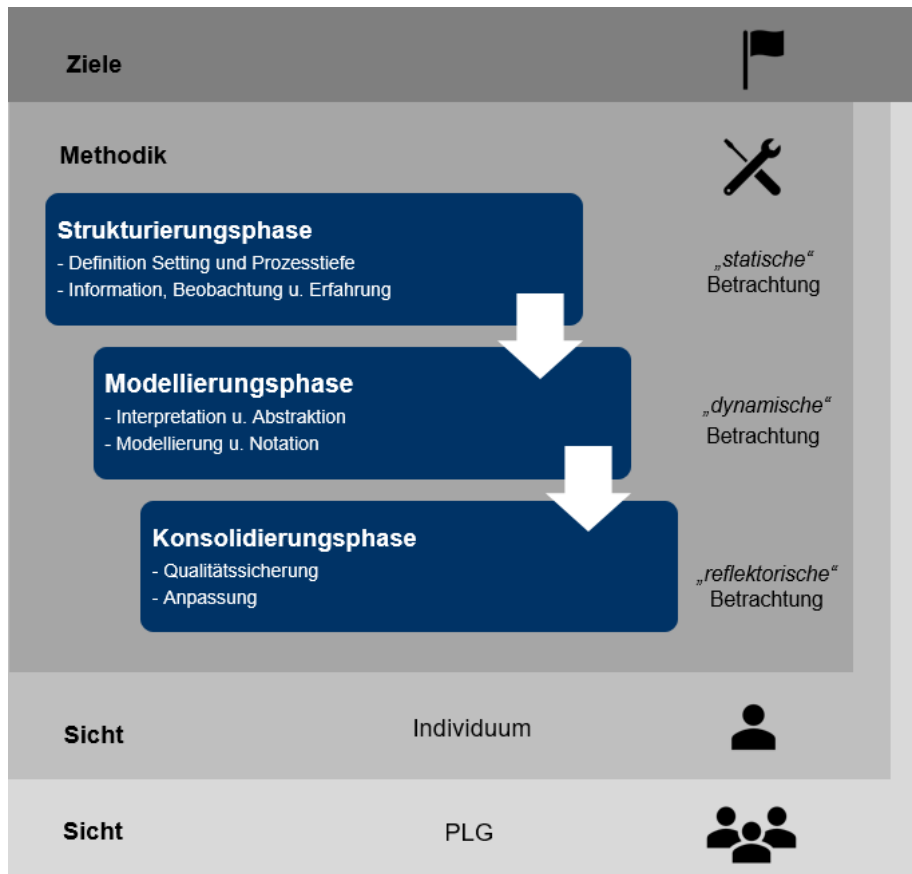 Ziele
Methodik
Strukturierungsphase
- Definition Setting und Prozesstiefe
- Information, Beobachtung u. Erfahrung
„statische“
Betrachtung
Modellierungsphase
- Interpretation u. Abstraktion
- Modellierung u. Notation
„dynamische“
Betrachtung
Konsolidierungsphase
- Qualitätssicherung
- Anpassung
„reflektorische“
Betrachtung
Sicht Individuum
Sicht PLG